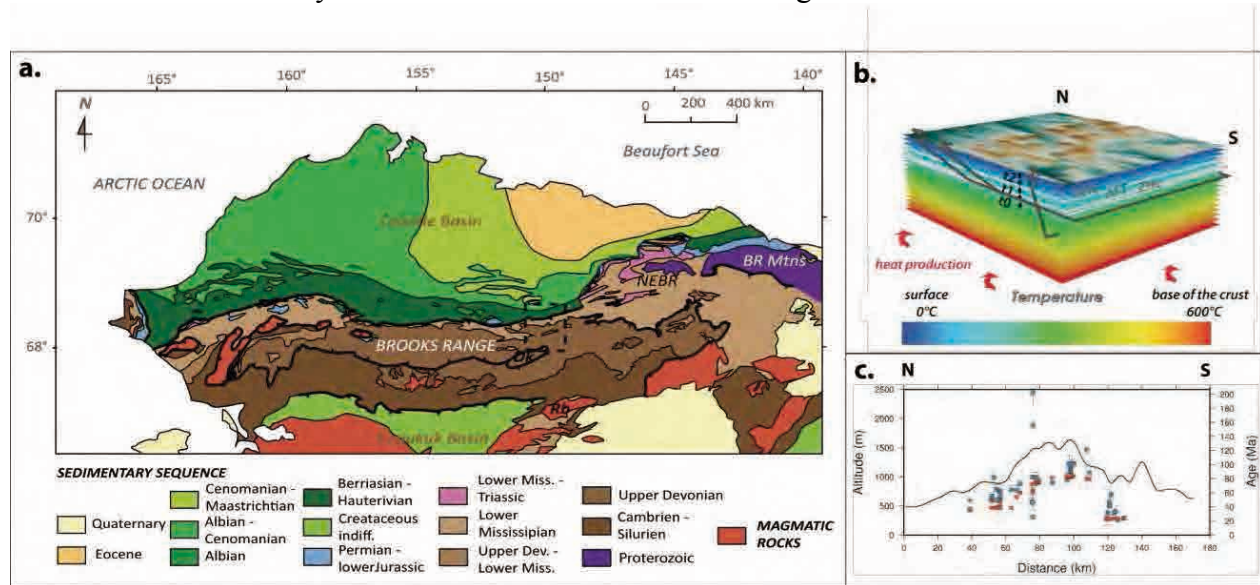 a.
165° 160° 155° 150° 145° 140°
N
0 200 400 km
Beaufort Sea
ARCTIC OCEAN
70°
Basin
BR Mtns
NEBR
68°
BROOKS RANGE
Rb
Basin
SEDIMENTARY SEQUENCE
Quaternary
Eocene
Cenomanian -
Maastrichtian
Albian -
Cenomanian
Albian
Berriasian -
Hauterivian
Creataceous
indiff.
Permian -
lowerJurassic
Lower Miss. -
Triassic
Lower
Mississipian
Upper Dev. -
Lower Miss.
Upper Devonian
Cambrien -
Silurien
Proterozoic
MAGMATIC
ROCKS
b.
N
S
t2
t1
t0
heat production
Temperature
surface
0°C
base of the crust
600°C
c.
N S
2500
2000
1500
1000
500
0
Altitude (m)
200
180
160
140
120
100
80
60
40
20
0
Age (Ma)
0 20 40 60 80 100 120 140 160 180
Distance (km)